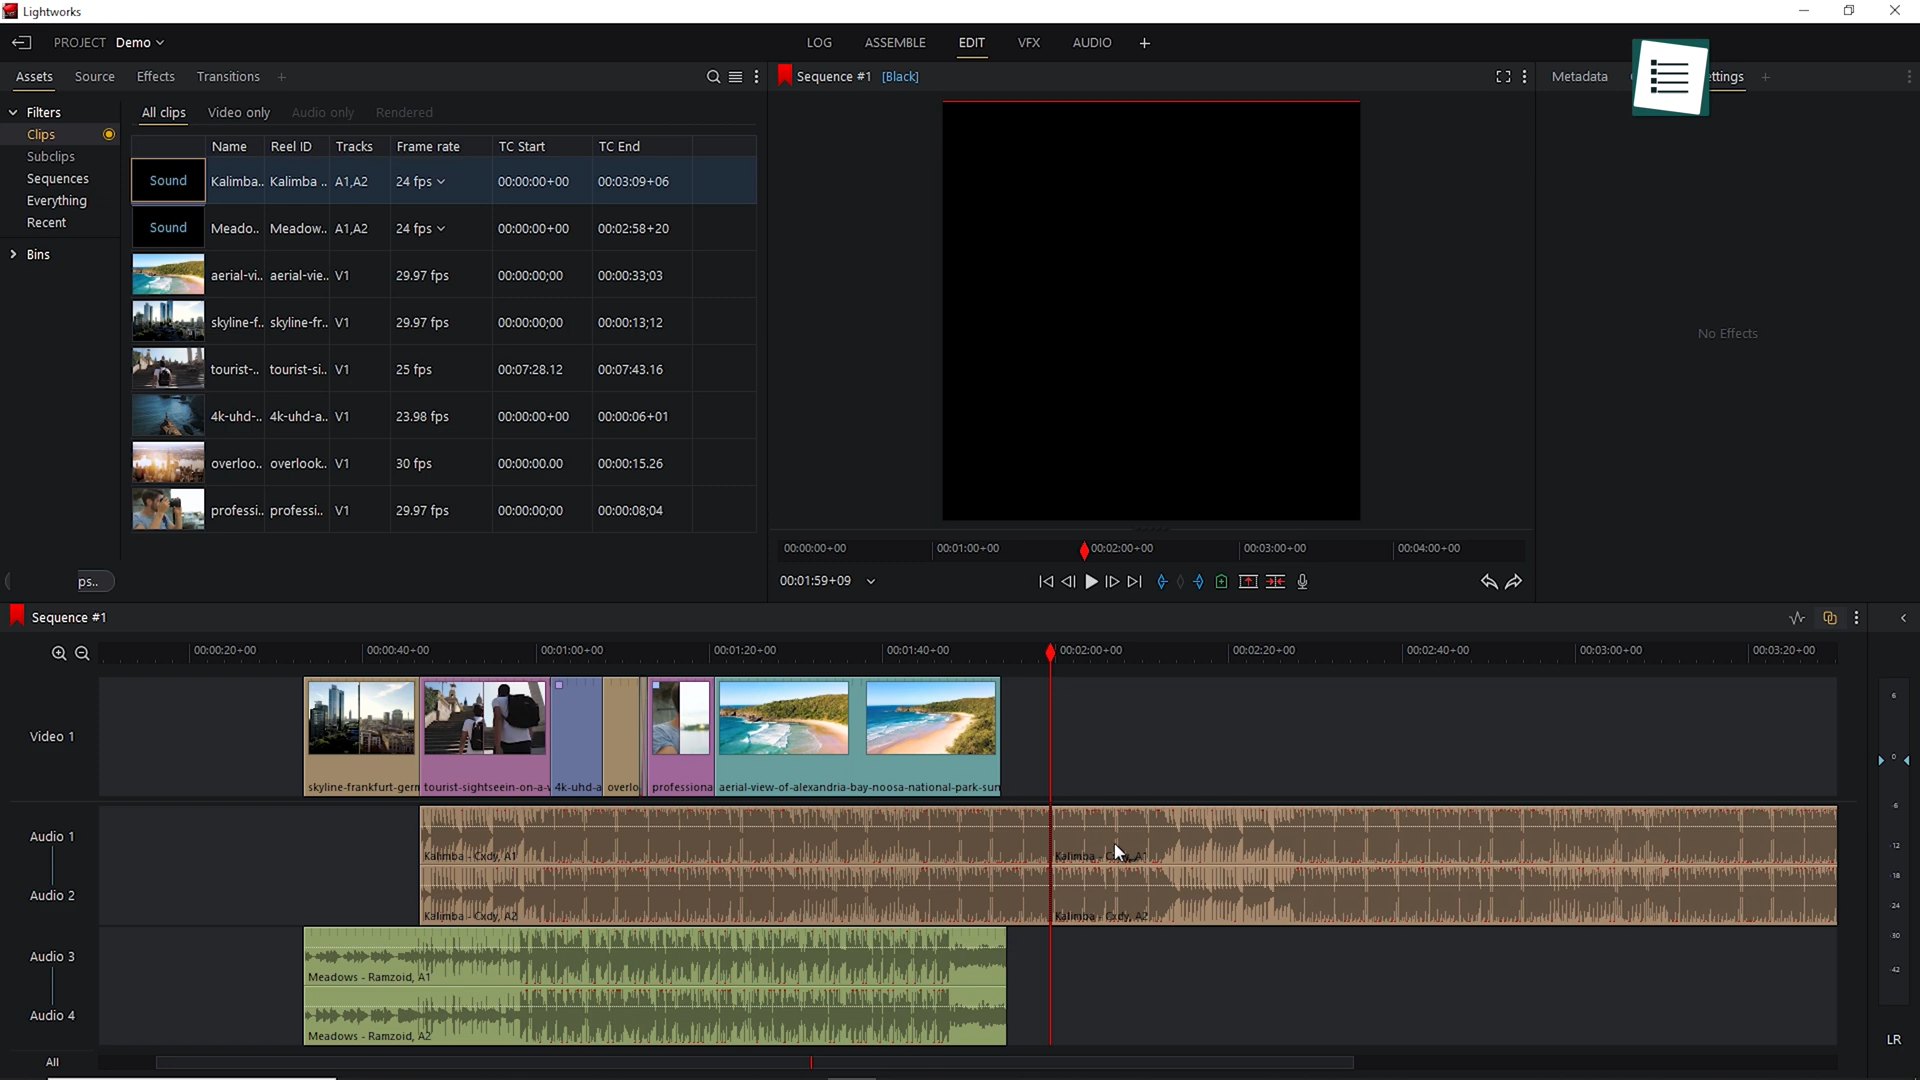 Lightworks
PROJECT Demo
LOG ASSEMBLE EDIT VFX AUDIO +
Assets Source Effects Transitions +
Sequence #1 [Black]
Metadata ettings +
Filters
Clips
Subclips
Sequences
Everything
Recent
Bins
All clips Video only Audio only Rendered
Name Reel ID Tracks Frame rate TC Start TC End
Sound Kalimba.. Kalimba .. A1,A2 24 fps 00:00:00+00 00:03:09+06
Sound Meado.. Meadow.. A1,A2 24 fps 00:00:00+00 00:02:58+20
aerial-vi.. aerial-vie.. V1 29.97 fps 00:00:00;00 00:00:33;03
skyline-f.. skyline-fr.. V1 29.97 fps 00:00:00;00 00:00:13;12
tourist-.. tourist-si.. V1 25 fps 00:07:28.12 00:07:43.16
4k-uhd-.. 4k-uhd-a.. V1 23.98 fps 00:00:00+00 00:00:06+01
overloo.. overlook.. V1 30 fps 00:00:00.00 00:00:15.26
professi.. professi.. V1 29.97 fps 00:00:00;00 00:00:08;04
ps..
No Effects
00:00:00+00 00:01:00+00 00:02:00+00 00:03:00+00 00:04:00+00
00:01:59+09
Sequence #1
00:00:20+00 00:00:40+00 00:01:00+00 00:01:20+00 00:01:40+00 00:02:00+00 00:02:20+00 00:02:40+00 00:03:00+00 00:03:20+00
Video 1
skyline-frankfurt-gern tourist-sightseein-on-a-v 4k-uhd-a overlo professiona aerial-view-of-alexandria-bay-noosa-national-park-sun
Audio 1
Kalimba - Cxdy, A1 Kalimba - Cxdy, A1
Audio 2
Kalimba - Cxdy, A2 Kalimba - Cxdy, A2
Audio 3
Meadows - Ramzoid, A1
Audio 4
Meadows - Ramzoid, A2
All
6
0
-6
-12
-18
-24
-30
-42
LR